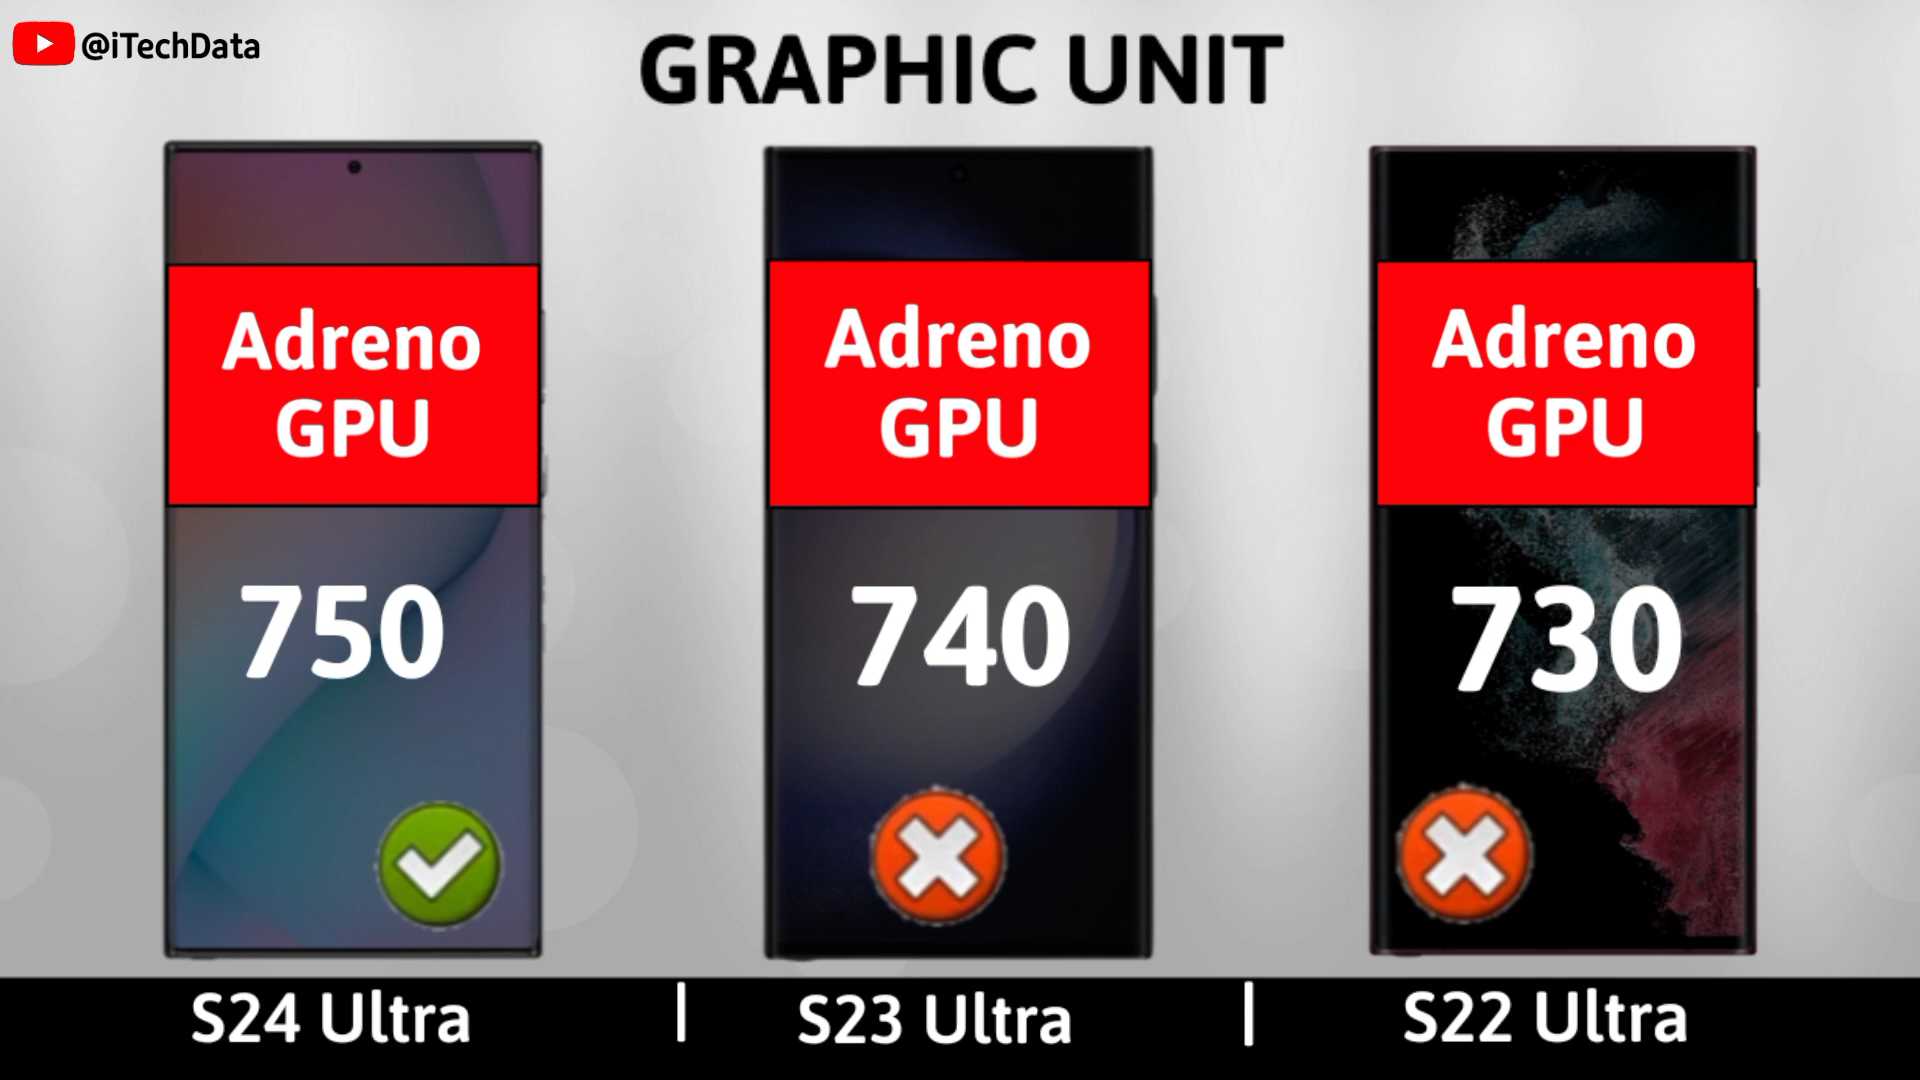 @iTechData
GRAPHIC UNIT
Adreno
GPU
750
Adreno
GPU
740
Adreno
GPU
730
S24 Ultra | S23 Ultra | S22 Ultra